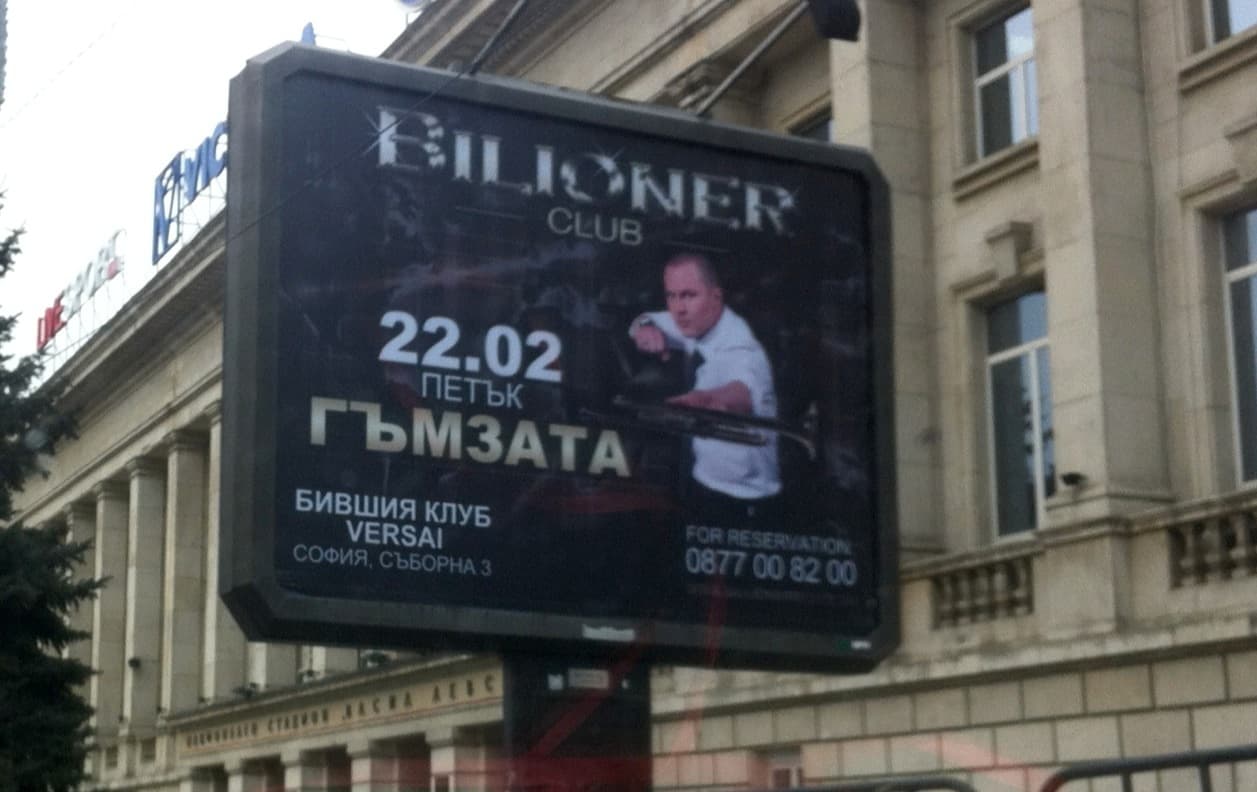 BILIONER
CLUB
22.02
ПЕТЪК
ГЪМЗАТА
БИВШИЯ КЛУБ
VERSAI
СОФИЯ, СЪБОРНА 3
FOR RESERVATION:
0877 00 82 00
НАЦИОНАЛЕН СТАДИОН ВАСИЛ ЛЕВС